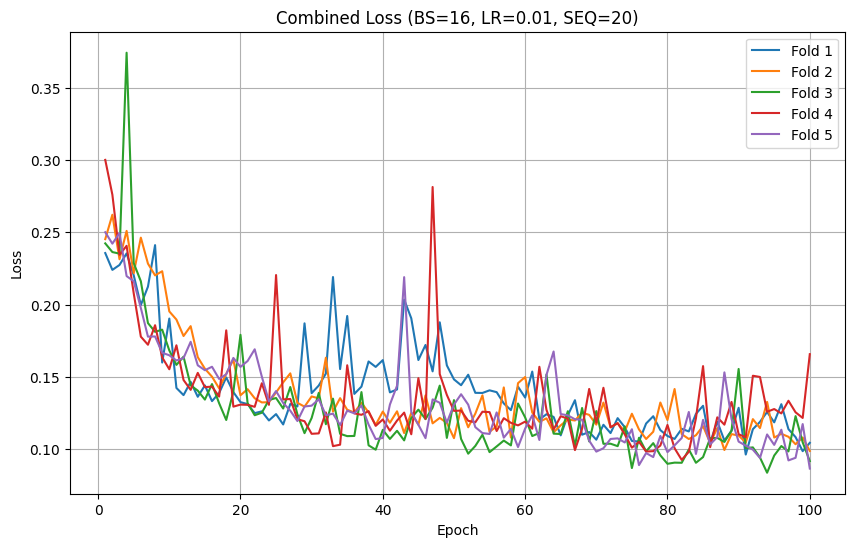 Combined Loss (BS=16, LR=0.01, SEQ=20)
Fold 1
Fold 2
Fold 3
Fold 4
Fold 5
Loss
0.35
0.30
0.25
0.20
0.15
0.10
0
20
40
60
80
100
Epoch